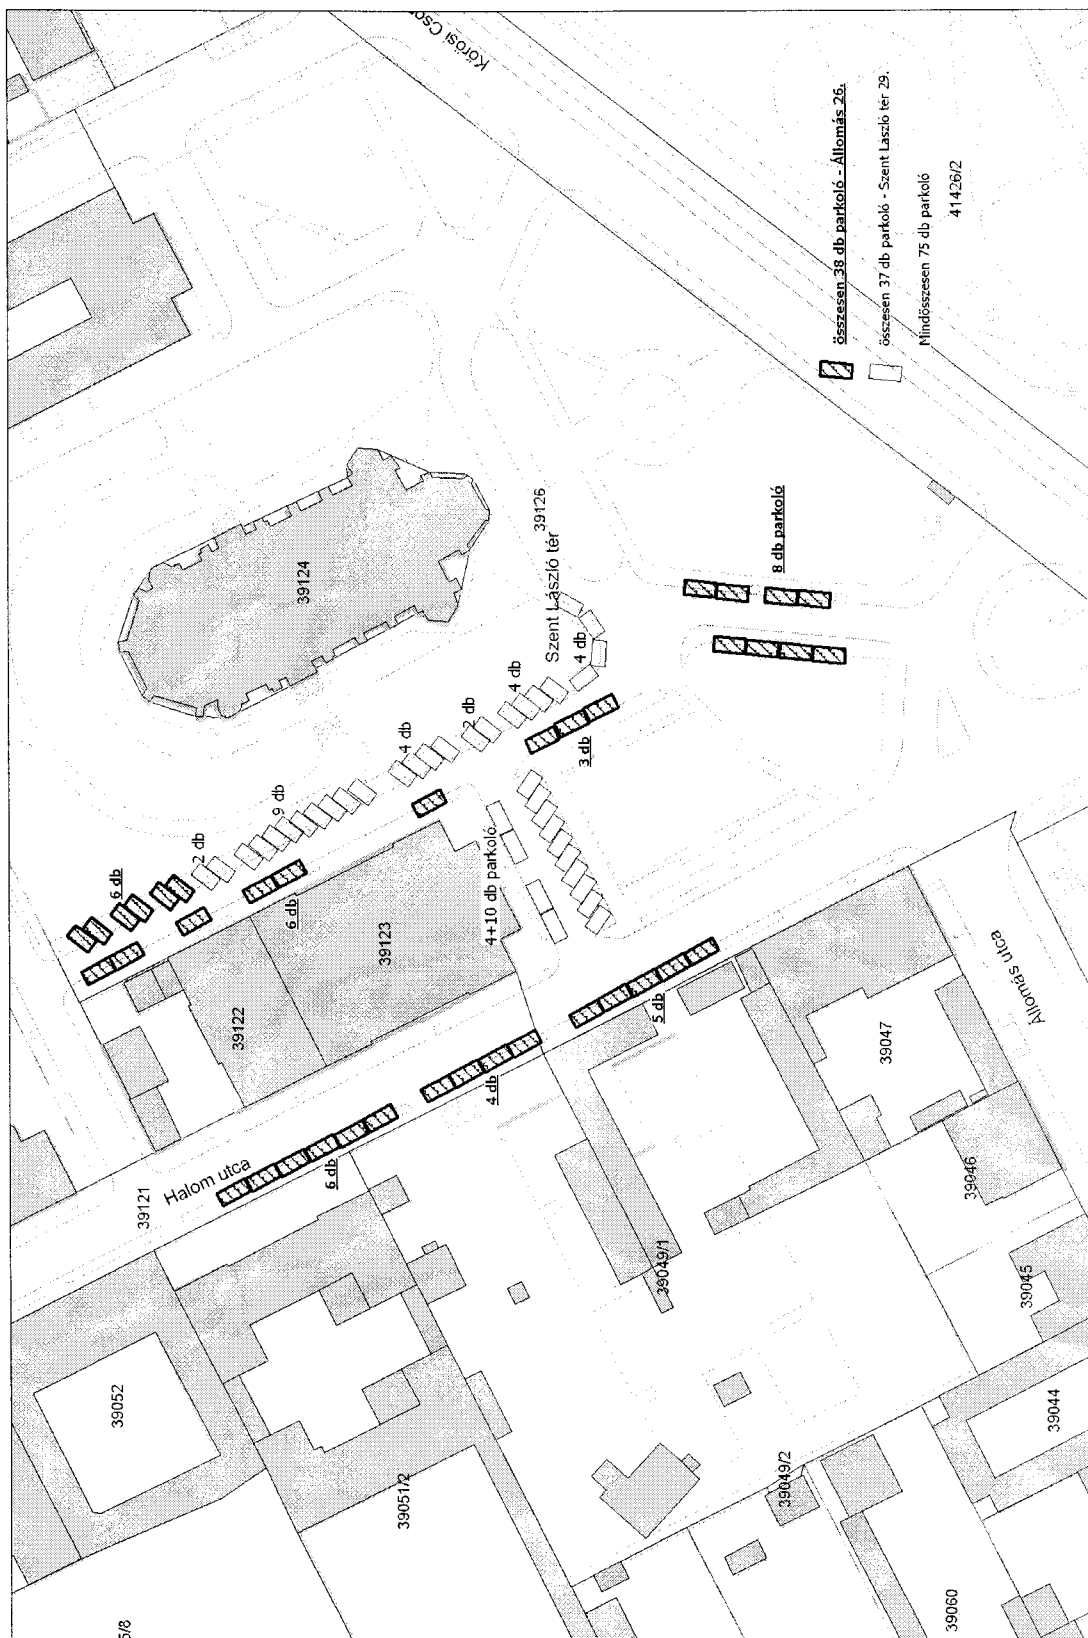 Kőrösi Cso
összesen 38 db parkoló - Állomás 26.
összesen 37 db parkoló - Szent László tér 29.
Mindösszesen 75 db parkoló
41426/2
39124
39126
Szent László tér
8 db parkoló
4 db
4 db
2 db
4 db
3 db
9 db
2 db
6 db
6 db
4+10 db parkoló
39123
39122
5 db
4 db
6 db
Halom utca
39121
Állomás utca
39047
39046
39045
39044
39049/1
39049/2
39052
39051/2
39060
5/8